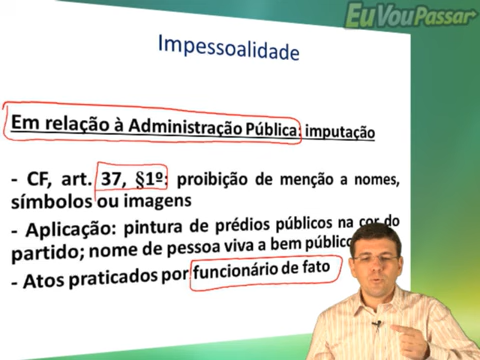 EuVouPassar
Impessoalidade
Em relação à Administração Pública: imputação
- CF, art. 37, §1º: proibição de menção a nomes,
símbolos ou imagens
- Aplicação: pintura de prédios públicos na cor do
partido; nome de pessoa viva a bem público
- Atos praticados por funcionário de fato